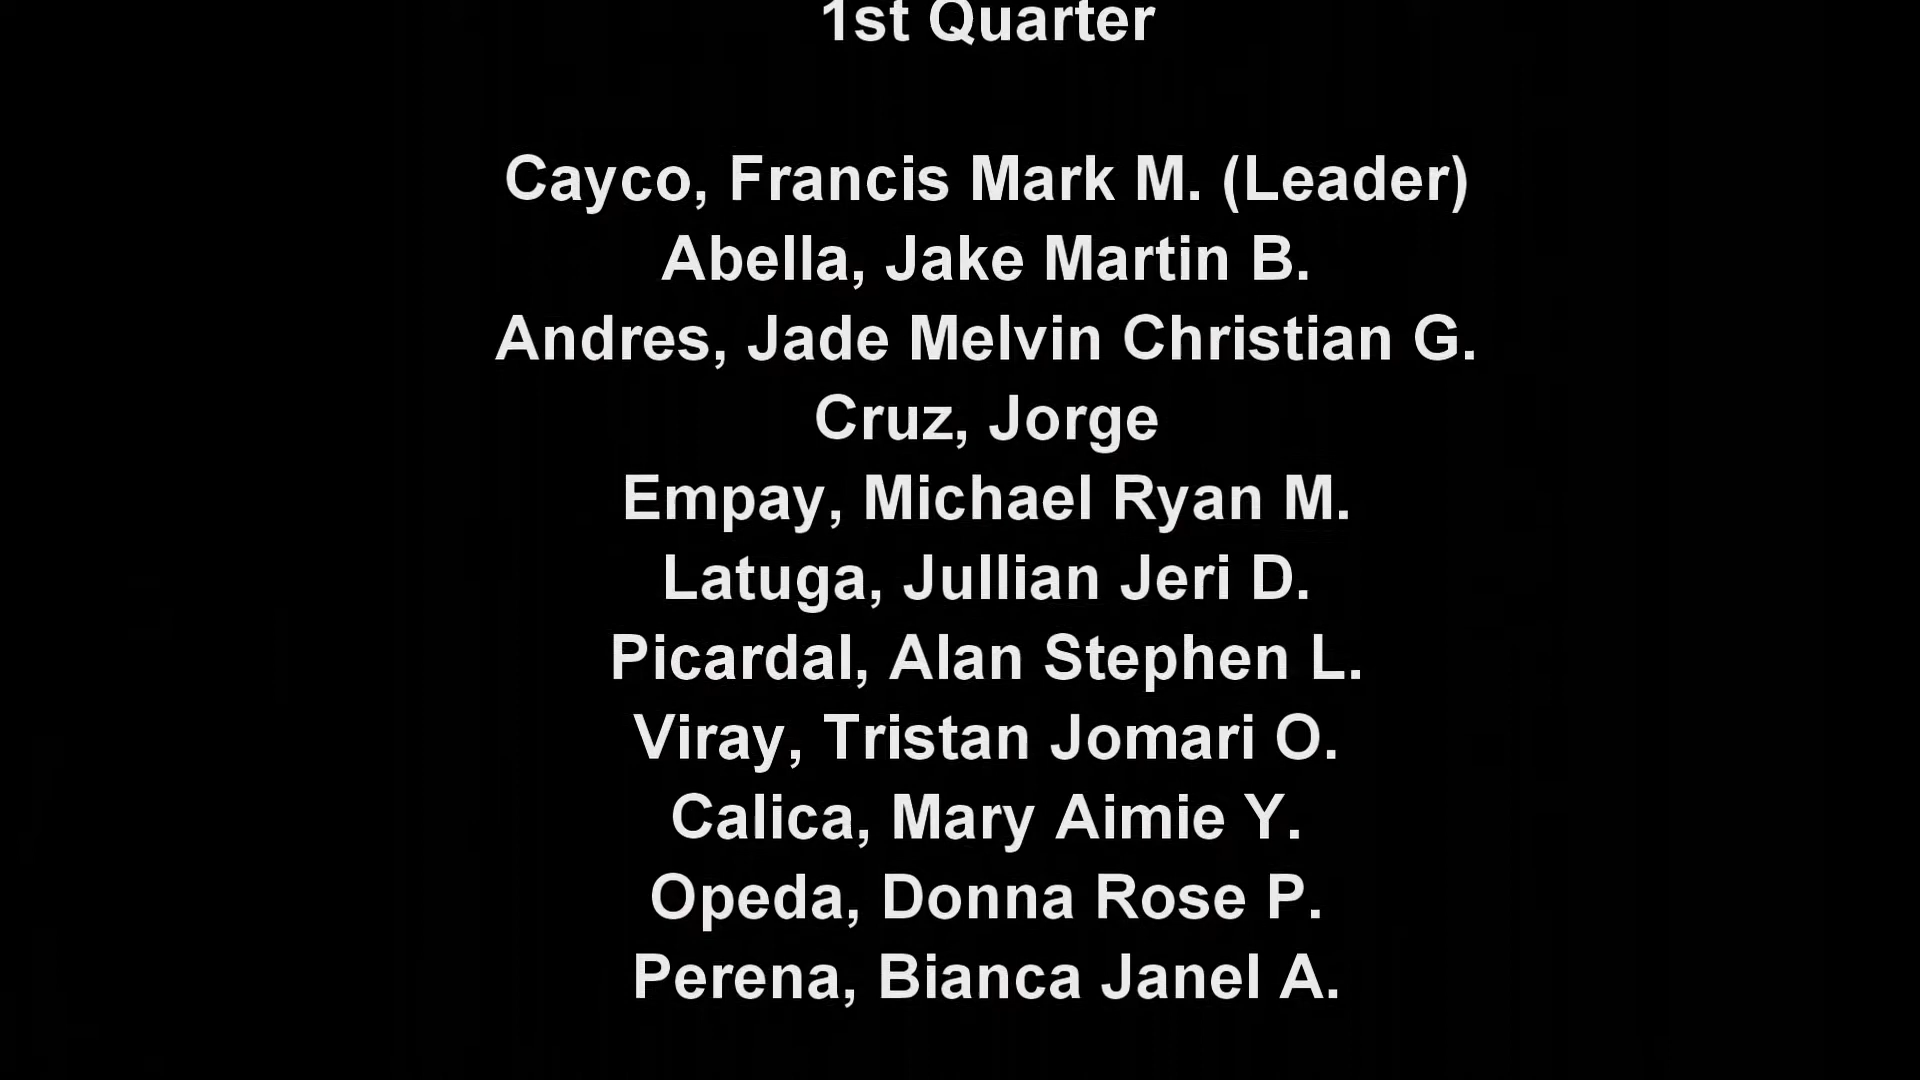 1st Quarter
Cayco, Francis Mark M. (Leader)
Abella, Jake Martin B.
Andres, Jade Melvin Christian G.
Cruz, Jorge
Empay, Michael Ryan M.
Latuga, Jullian Jeri D.
Picardal, Alan Stephen L.
Viray, Tristan Jomari O.
Calica, Mary Aimie Y.
Opeda, Donna Rose P.
Perena, Bianca Janel A.